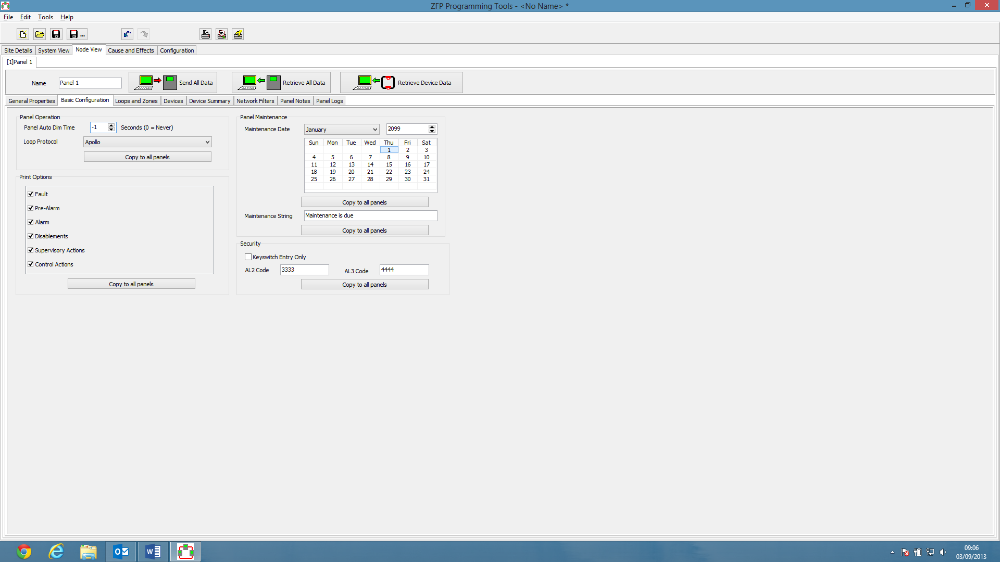 ZFP Programming Tools - <No Name> *
File Edit Tools Help
...
Site Details System View Node View Cause and Effects Configuration
[1]Panel 1
Name Panel 1 Send All Data Retrieve All Data Retrieve Device Data
General Properties Basic Configuration Loops and Zones Devices Device Summary Network Filters Panel Notes Panel Logs
Panel Operation
Panel Auto Dim Time -1 Seconds (0 = Never)
Loop Protocol Apollo
Copy to all panels
Print Options
Fault
Pre-Alarm
Alarm
Disablements
Supervisory Actions
Control Actions
Copy to all panels
Panel Maintenance
Maintenance Date January 2099
Sun Mon Tue Wed Thu Fri Sat
1 2 3
4 5 6 7 8 9 10
11 12 13 14 15 16 17
18 19 20 21 22 23 24
25 26 27 28 29 30 31
Copy to all panels
Maintenance String Maintenance is due
Copy to all panels
Security
Keyswitch Entry Only
AL2 Code 3333 AL3 Code 4444
Copy to all panels
09:06
03/09/2013